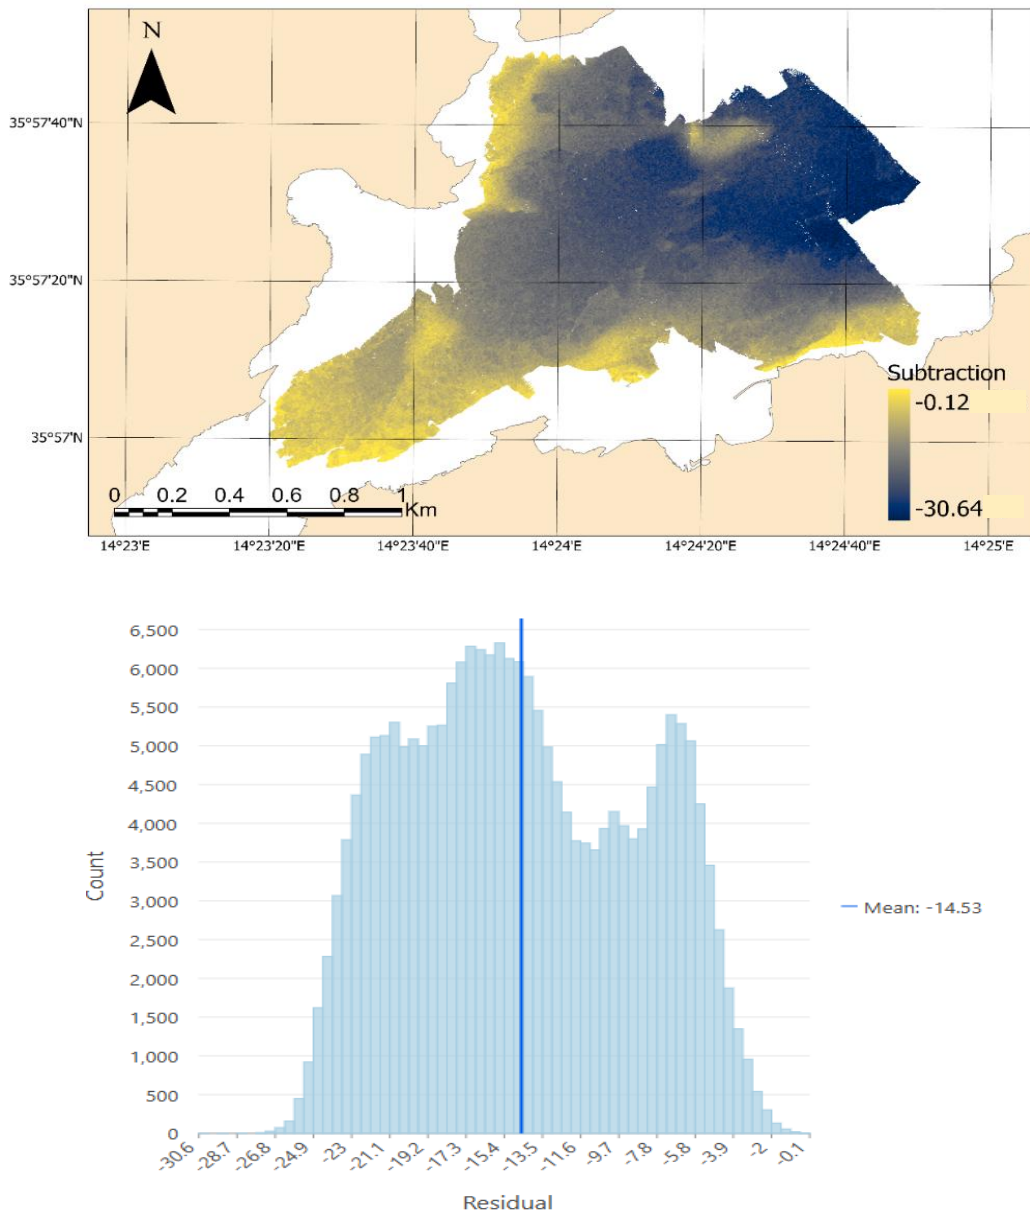 N
35°57'40"N
35°57'20"N
Subtraction
-0.12
35°57'N
0 0.2 0.4 0.6 0.8 1
Km
-30.64
14°23'E 14°23'20"E 14°23'40"E 14°24'E 14°24'20"E 14°24'40"E 14°25'E
6,500
6,000
5,500
5,000
4,500
4,000
3,500
3,000
2,500
2,000
1,500
1,000
500
0
Count
Mean: -14.53
-30.6 -28.7 -26.8 -24.9 -23 -21.1 -19.2 -17.3 -15.4 -13.5 -11.6 -9.7 -7.8 -5.8 -3.9 -2 -0.1
Residual